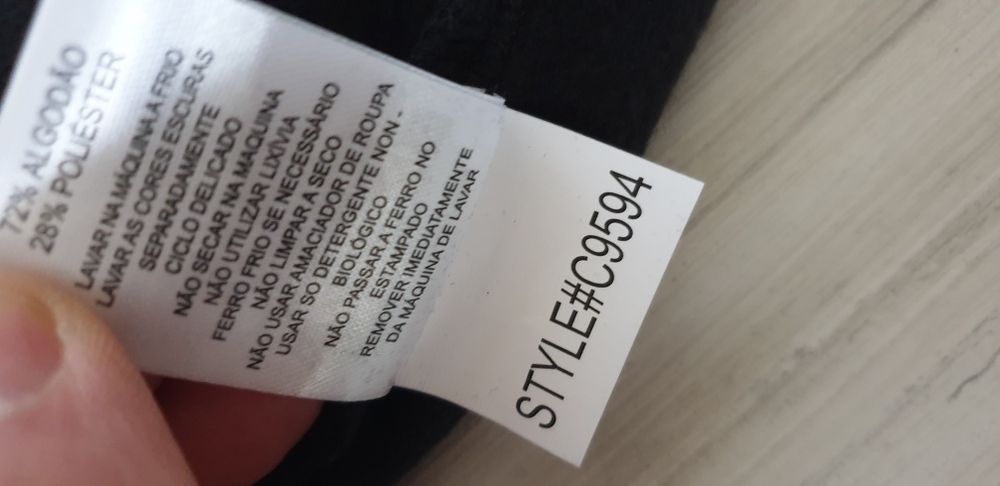 72% ALGODÃO
28% POLIÉSTER
LAVAR NA MÁQUINA A FRIO
LAVAR AS CORES ESCURAS
SEPARADAMENTE
CICLO DELICADO
NÃO SECAR NA MAQUINA
NÃO UTILIZAR LIXÍVIA
FERRO FRIO SE NECESSÁRIO
NÃO LIMPAR A SECO
NÃO USAR AMACIADOR DE ROUPA
USAR SO DETERGENTE NON -
BIOLÓGICO
NÃO PASSAR A FERRO NO
ESTAMPADO
REMOVER IMEDIATAMENTE
DA MÁQUINA DE LAVAR
STYLE#C9594